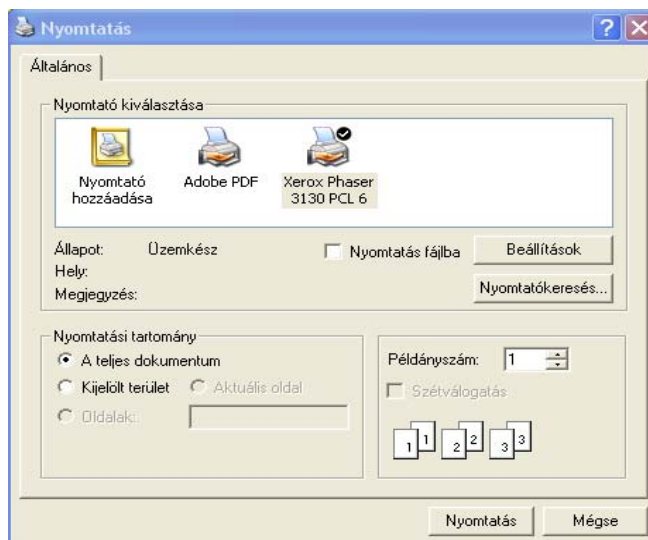 Nyomtatás
Általános
Nyomtató kiválasztása
Nyomtató hozzáadása
Adobe PDF
Xerox Phaser 3130 PCL 6
Állapot: Üzemkész
Nyomtatás fájlba
Beállítások
Hely:
Megjegyzés:
Nyomtatókeresés...
Nyomtatási tartomány
A teljes dokumentum
Kijelölt terület
Aktuális oldal
Oldalak:
Példányszám: 1
Szétválogatás
1 1 2 2 3 3
Nyomtatás
Mégse